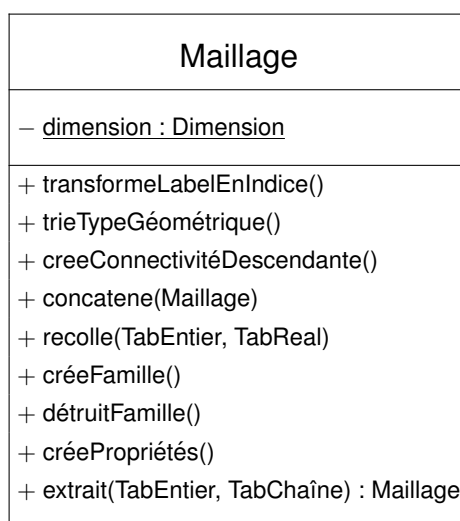 Maillage
− dimension : Dimension
+ transformeLabelEnIndice()
+ trieTypeGéométrique()
+ creeConnectivitéDescendante()
+ concatene(Maillage)
+ recolle(TabEntier, TabReal)
+ créeFamille()
+ détruitFamille()
+ créePropriétés()
+ extrait(TabEntier, TabChaîne) : Maillage